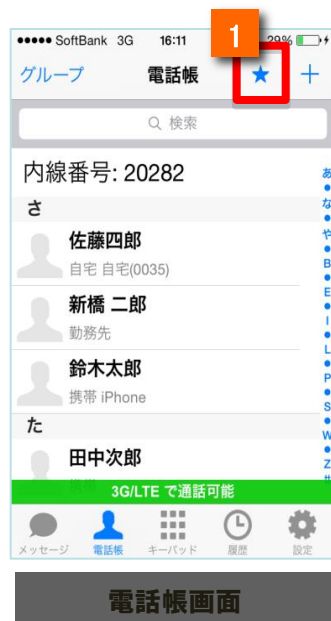 1
SoftBank 3G 16:11 29%
グループ 電話帳 ★ +
検索
内線番号: 20282
さ
佐藤四郎
自宅 自宅(0035)
新橋 二郎
勤務先
鈴木太郎
携帯 iPhone
た
田中次郎
3G/LTE で通話可能
メッセージ 電話帳 キーパッド 履歴 設定
あ
な
や
B
E
I
L
P
S
W
Z
#
電話帳画面